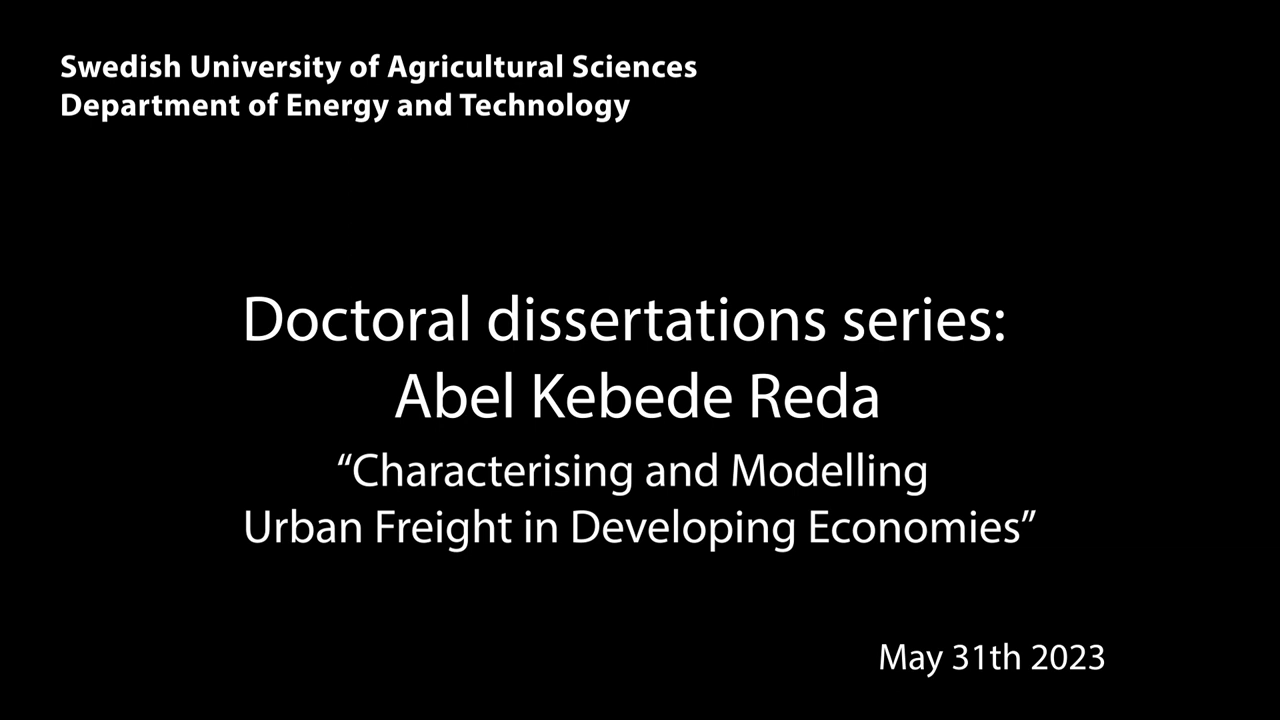 Swedish University of Agricultural Sciences
Department of Energy and Technology
Doctoral dissertations series:
Abel Kebede Reda
“Characterising and Modelling
Urban Freight in Developing Economies”
May 31th 2023